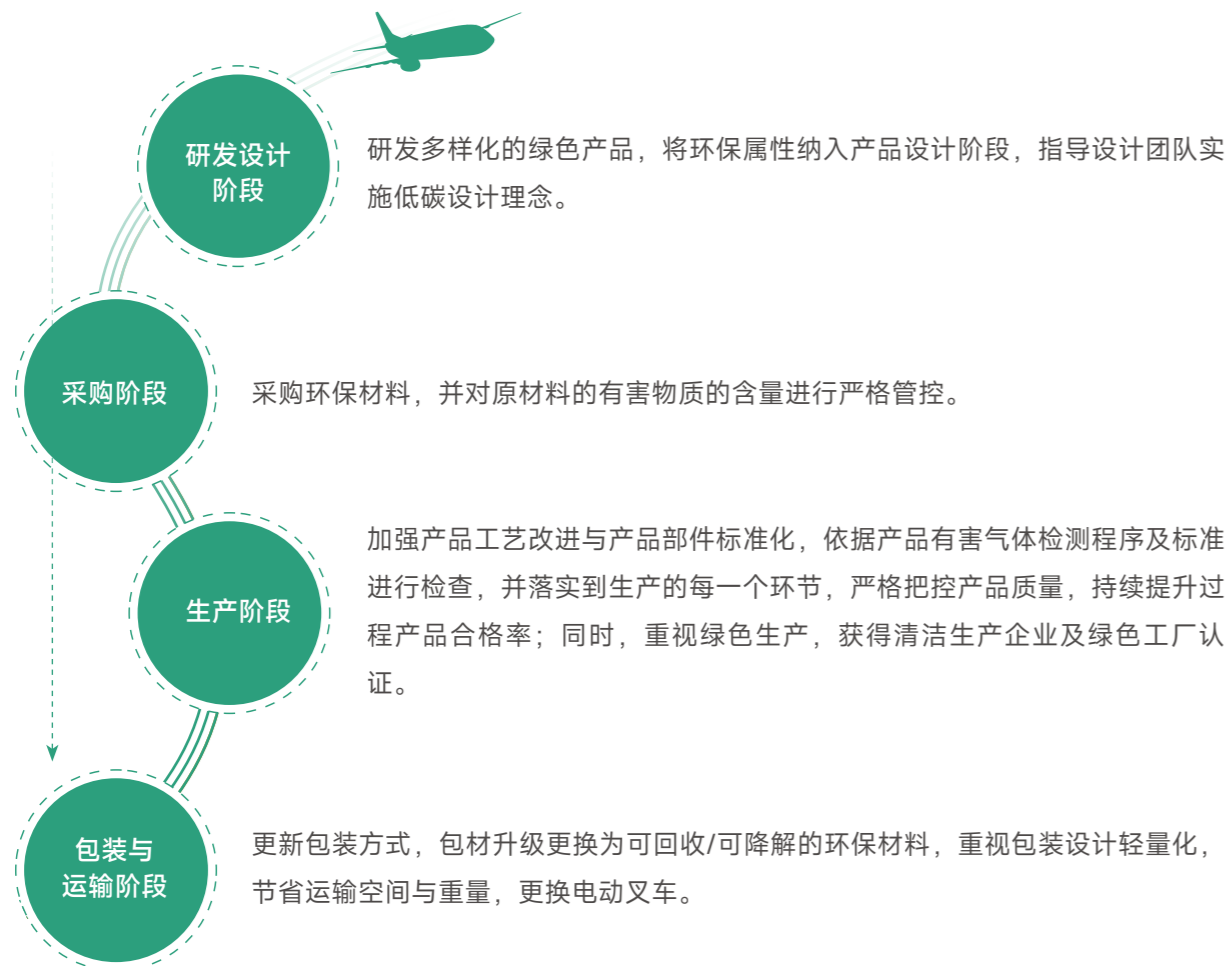 研发设计
阶段
研发多样化的绿色产品，将环保属性纳入产品设计阶段，指导设计团队实
施低碳设计理念。
采购阶段
采购环保材料，并对原材料的有害物质的含量进行严格管控。
生产阶段
加强产品工艺改进与产品部件标准化，依据产品有害气体检测程序及标准
进行检查，并落实到生产的每一个环节，严格把控产品质量，持续提升过
程产品合格率；同时，重视绿色生产，获得清洁生产企业及绿色工厂认
证。
包装与
运输阶段
更新包装方式，包材升级更换为可回收/可降解的环保材料，重视包装设计轻量化，
节省运输空间与重量，更换电动叉车。